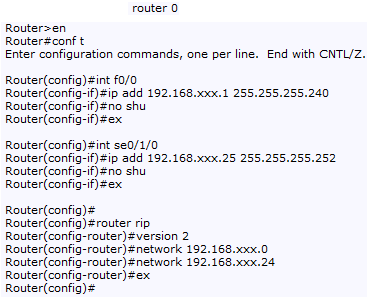 router 0
Router>en
Router#conf t
Enter configuration commands, one per line.  End with CNTL/Z.
Router(config)#int f0/0
Router(config-if)#ip add 192.168.xxx.1 255.255.255.240
Router(config-if)#no shu
Router(config-if)#ex
Router(config)#int se0/1/0
Router(config-if)#ip add 192.168.xxx.25 255.255.255.252
Router(config-if)#no shu
Router(config-if)#ex
Router(config)#
Router(config)#router rip
Router(config-router)#version 2
Router(config-router)#network 192.168.xxx.0
Router(config-router)#network 192.168.xxx.24
Router(config-router)#ex
Router(config)#